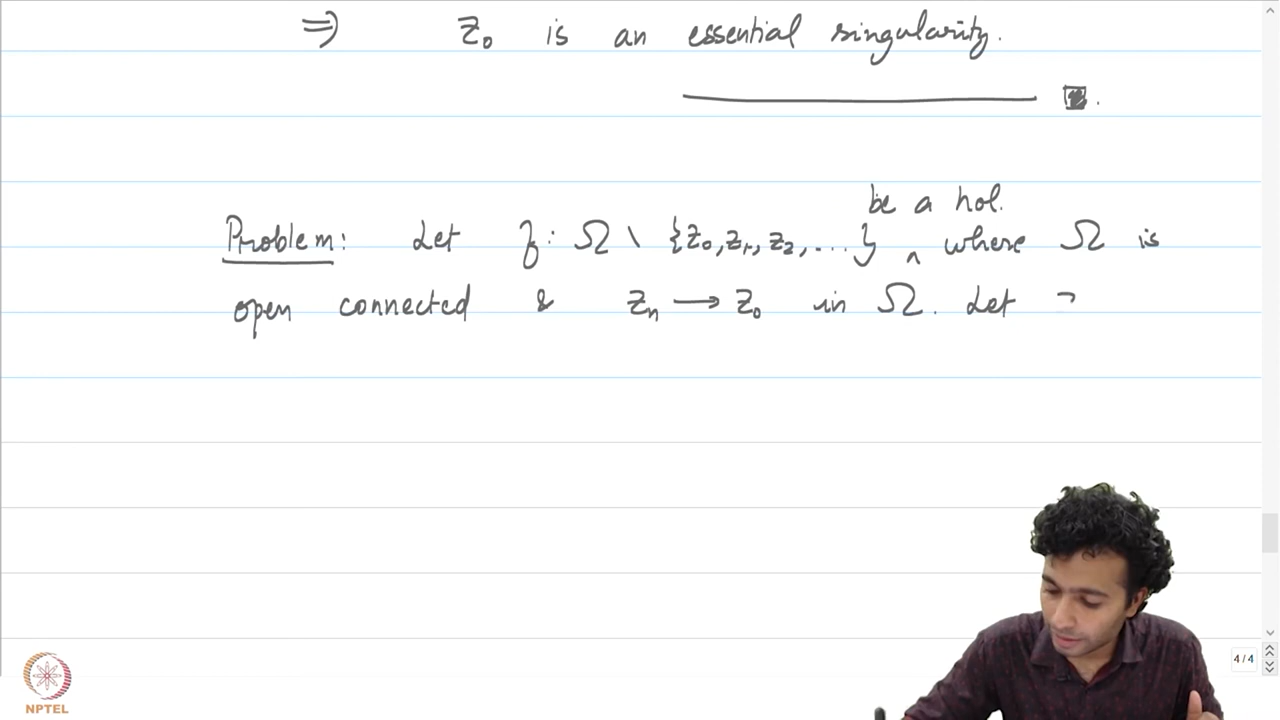 ⇒ z₀ is an essential singularity.
be a hol.
Problem: Let f: Ω \ {z₀, z₁, z₂, ...} ^ where Ω is
open connected & zₙ → z₀ in Ω. Let
4 / 4
NPTEL